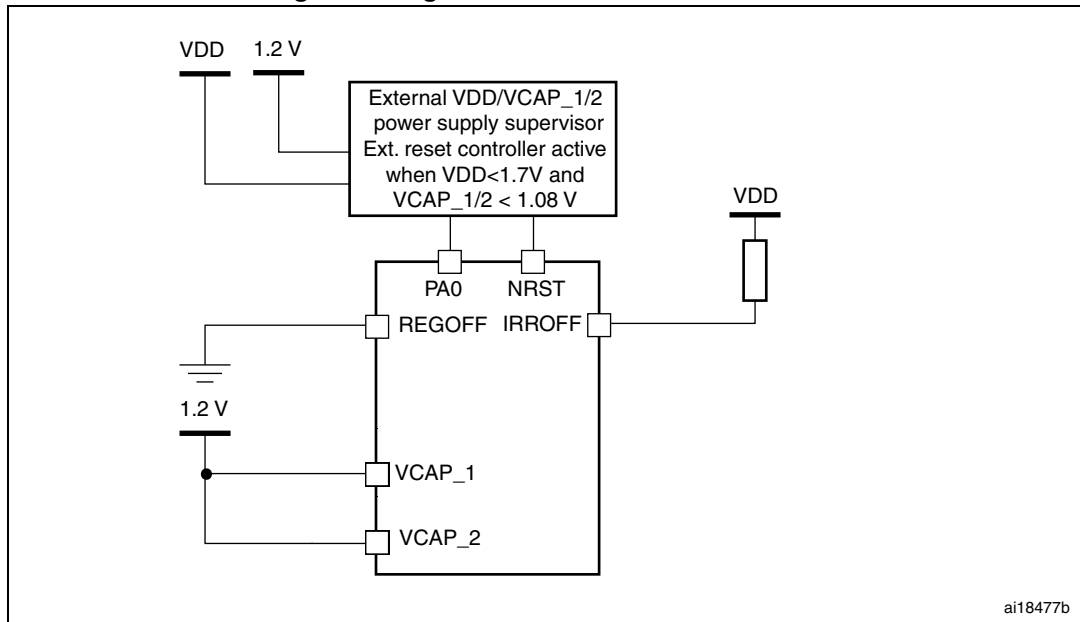 VDD 1.2 V
External VDD/VCAP_1/2
power supply supervisor
Ext. reset controller active
when VDD<1.7V and
VCAP_1/2 < 1.08 V
VDD
PA0 NRST
REGOFF IRROFF
1.2 V
VCAP_1
VCAP_2
ai18477b